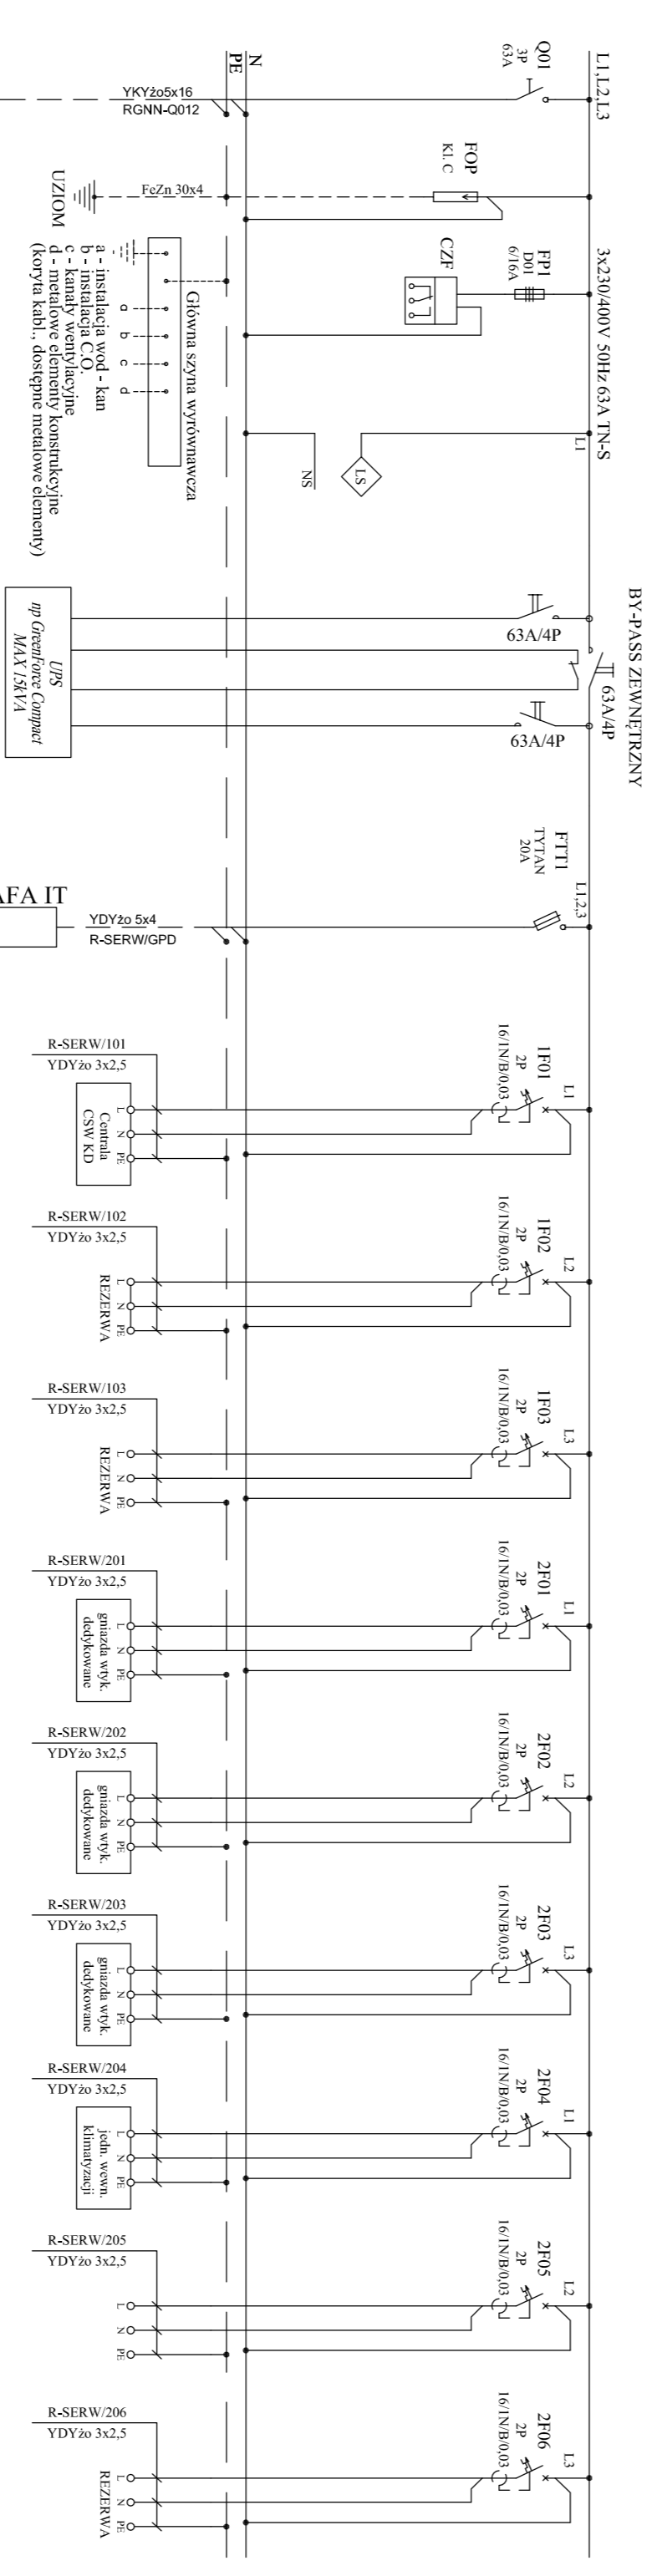 L1,L2,L3
3x230/400V 50Hz 63A TN-S
Q01
3P
63A
N
PE
YKYżo5x16
RGNN-Q012
FOP
Kl. C
FeZn 30x4
UZIOM
FP1
D01
6/16A
CZF
Główna szyna wyrównawcza
a
b
c
d
a - instalacja wod - kan
b - instalacja C.O.
c - kanały wentylacyjne
d - metalowe elementy konstrukcyjne
(koryta kabl., dostępne metalowe elementy)
L1
LS
NS
BY-PASS ZEWNĘTRZNY
63A/4P
63A/4P
63A/4P
UPS
np GreenForce Compact
MAX 15kVA
FTT1
TYTAN
20A
L1,2,3
AFA IT
YDYżo 5x4
R-SERW/GPD
1F01
2P
16/1N/B/0,03
L1
R-SERW/101
YDYżo 3x2,5
L N PE
Centrala
CSW KD
1F02
2P
16/1N/B/0,03
L2
R-SERW/102
YDYżo 3x2,5
L N PE
REZERWA
1F03
2P
16/1N/B/0,03
L3
R-SERW/103
YDYżo 3x2,5
L N PE
REZERWA
2F01
2P
16/1N/B/0,03
L1
R-SERW/201
YDYżo 3x2,5
L N PE
gniazda wtyk.
dedykowane
2F02
2P
16/1N/B/0,03
L2
R-SERW/202
YDYżo 3x2,5
L N PE
gniazda wtyk.
dedykowane
2F03
2P
16/1N/B/0,03
L3
R-SERW/203
YDYżo 3x2,5
L N PE
gniazda wtyk.
dedykowane
2F04
2P
16/1N/B/0,03
L1
R-SERW/204
YDYżo 3x2,5
L N PE
jedn. wewn.
klimatyzacji
2F05
2P
16/1N/B/0,03
L2
R-SERW/205
YDYżo 3x2,5
L N PE
2F06
2P
16/1N/B/0,03
L3
R-SERW/206
YDYżo 3x2,5
L N PE
REZERWA